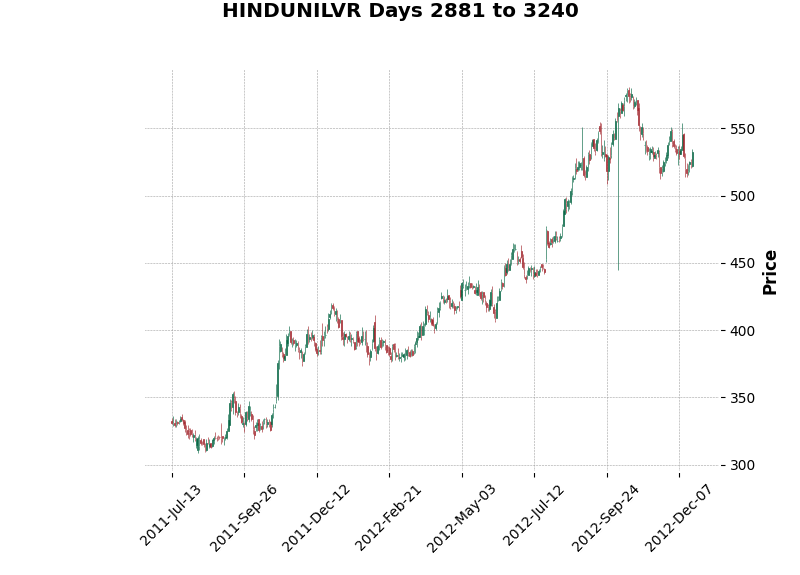 HINDUNILVR Days 2881 to 3240
550
500
450
400
350
300
Price
2011-Jul-13
2011-Sep-26
2011-Dec-12
2012-Feb-21
2012-May-03
2012-Jul-12
2012-Sep-24
2012-Dec-07